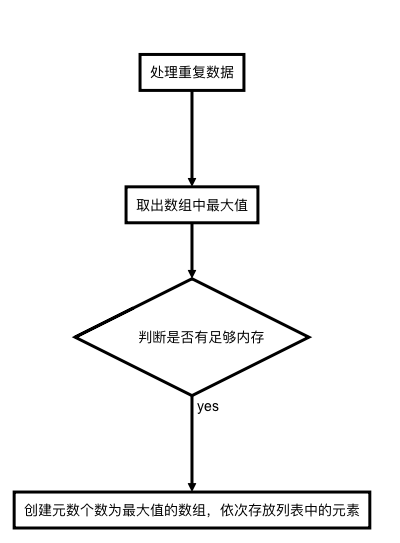 处理重复数据
取出数组中最大值
判断是否有足够内存
yes
创建元数个数为最大值的数组，依次存放列表中的元素